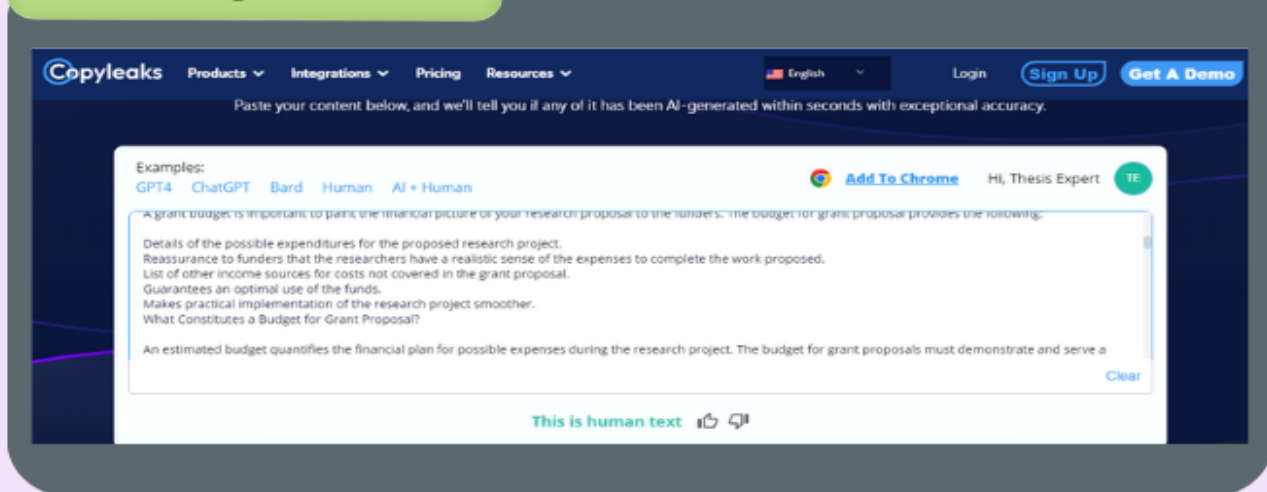 Copyleaks Products Integrations Pricing Resources English Login Sign Up Get A Demo
Paste your content below, and we'll tell you if any of it has been AI-generated within seconds with exceptional accuracy.
Examples:
GPT4 ChatGPT Bard Human AI + Human Add To Chrome Hi, Thesis Expert TE
A grant budget is important to paint the financial picture of your research proposal to the funders. The budget for grant proposal provides the following:
Details of the possible expenditures for the proposed research project.
Reassurance to funders that the researchers have a realistic sense of the expenses to complete the work proposed.
List of other income sources for costs not covered in the grant proposal.
Guarantees an optimal use of the funds.
Makes practical implementation of the research project smoother.
What Constitutes a Budget for Grant Proposal?
An estimated budget quantifies the financial plan for possible expenses during the research project. The budget for grant proposals must demonstrate and serve a
Clear
This is human text